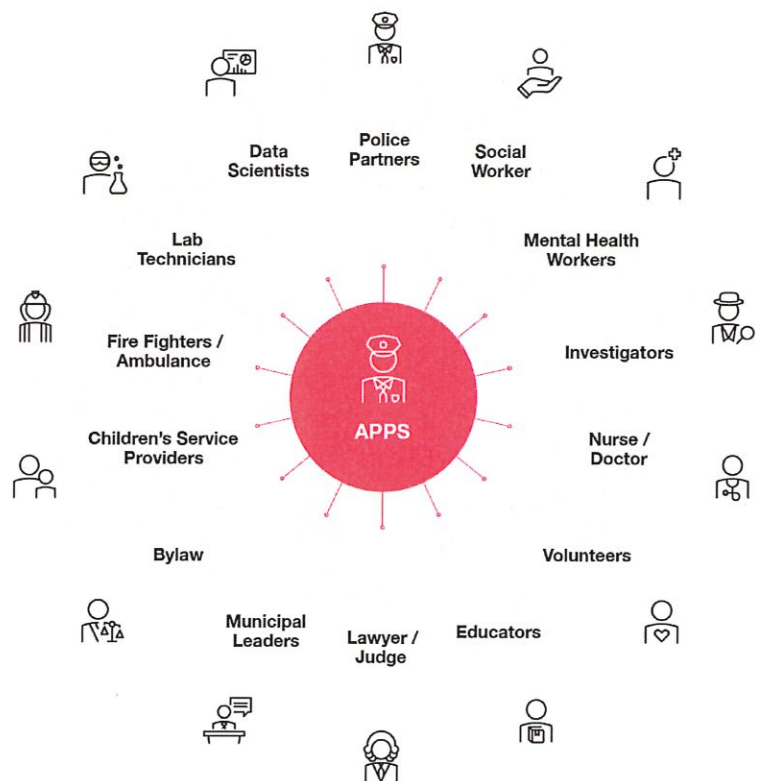 Police
Partners
Social
Worker
Mental Health
Workers
Investigators
Nurse /
Doctor
Volunteers
Educators
Lawyer /
Judge
Municipal
Leaders
Bylaw
Children's Service
Providers
Fire Fighters /
Ambulance
Lab
Technicians
Data
Scientists
APPS